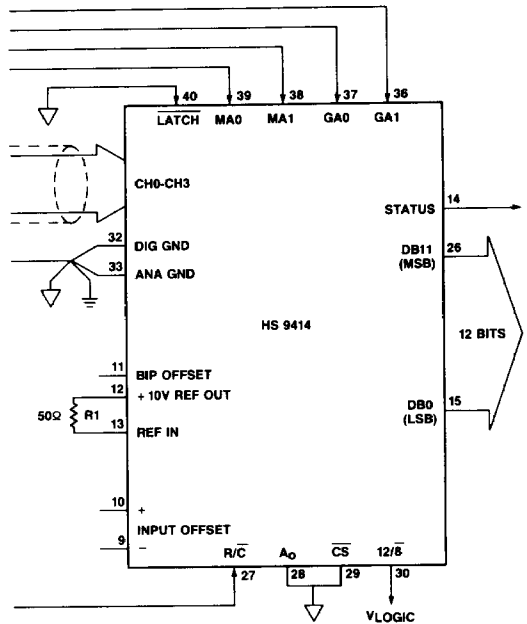 40 39 38 37 36
L̅A̅T̅C̅H̅ MA0 MA1 GA0 GA1
CH0-CH3
STATUS 14
32 DIG GND
DB11 26
(MSB)
33 ANA GND
HS 9414
12 BITS
11 BIP OFFSET
12 + 10V REF OUT
50Ω R1
DB0 15
(LSB)
13 REF IN
10 +
INPUT OFFSET
9 −
R/C̅ A₀ C̅S̅ 12/8̅
27 28 29 30
VLOGIC